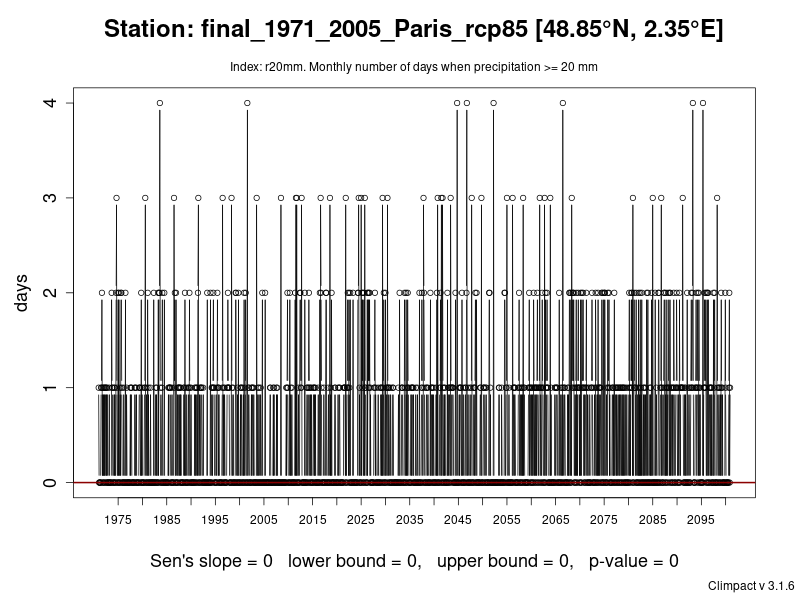 Station: final_1971_2005_Paris_rcp85 [48.85°N, 2.35°E]
Index: r20mm. Monthly number of days when precipitation >= 20 mm
4
3
days
2
1
0
1975 1985 1995 2005 2015 2025 2035 2045 2055 2065 2075 2085 2095
Sen's slope = 0 lower bound = 0, upper bound = 0, p-value = 0
Climpact v 3.1.6